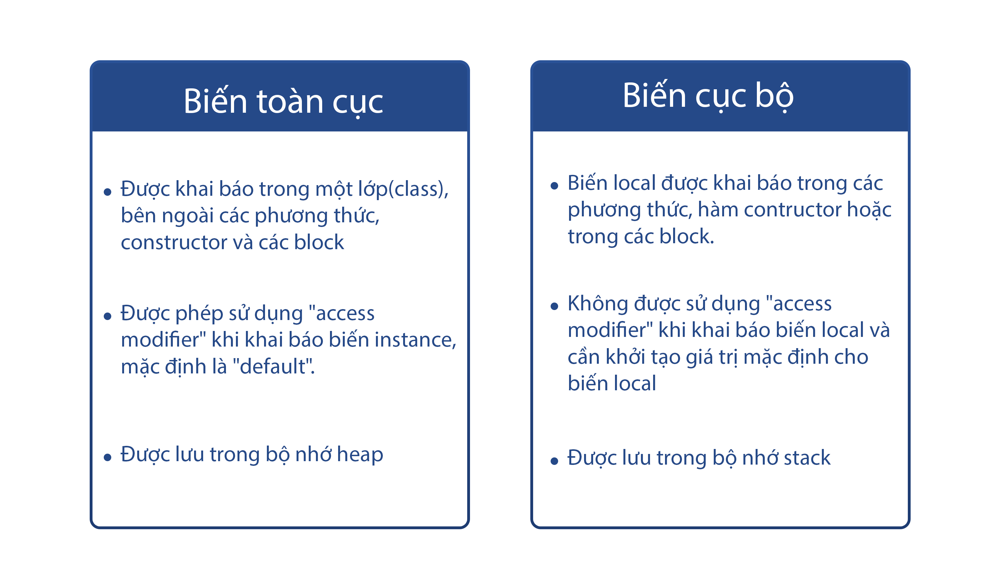 Biến toàn cục
Được khai báo trong một lớp(class),
bên ngoài các phương thức,
constructor và các block
Được phép sử dụng "access
modifier" khi khai báo biến instance,
mặc định là "default".
Được lưu trong bộ nhớ heap
Biến cục bộ
Biến local được khai báo trong các
phương thức, hàm contructor hoặc
trong các block.
Không được sử dụng "access
modifier" khi khai báo biến local và
cần khởi tạo giá trị mặc định cho
biến local
Được lưu trong bộ nhớ stack